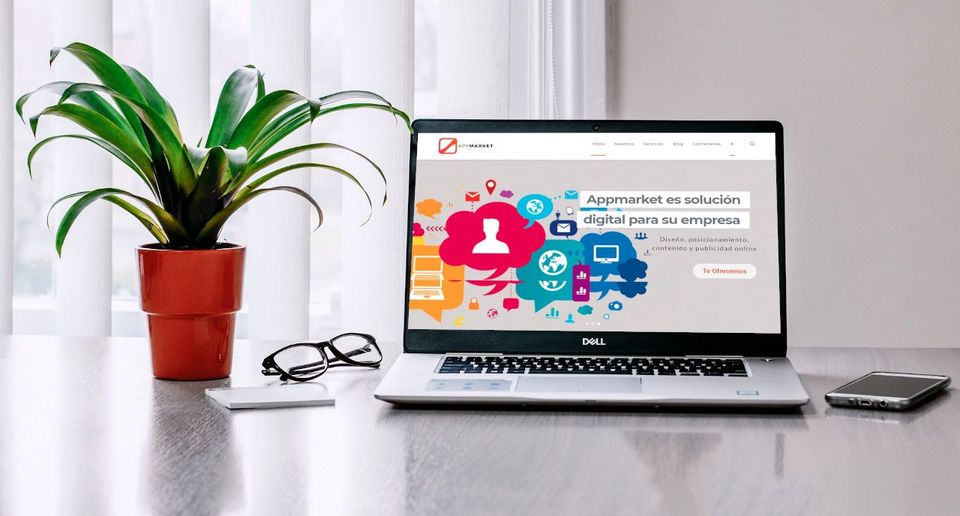 APPMARKET
Inicio Nosotros Servicios Blog Contactenos
Appmarket es solución
digital para su empresa
Diseño, posicionamiento,
contenido y publicidad online
Te Ofrecemos
DELL